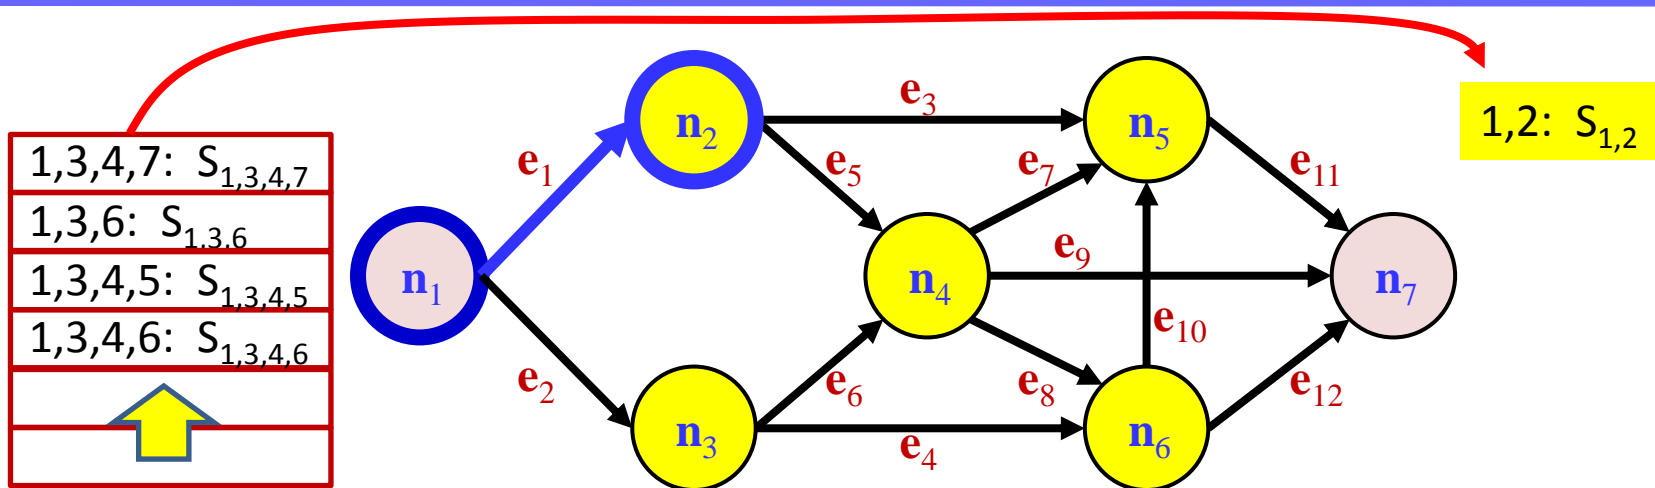 1,3,4,7: S1,3,4,7
1,3,6: S1,3,6
1,3,4,5: S1,3,4,5
1,3,4,6: S1,3,4,6
n1
n2
n3
n4
n5
n6
n7
e1
e2
e3
e4
e5
e6
e7
e8
e9
e10
e11
e12
1,2: S1,2